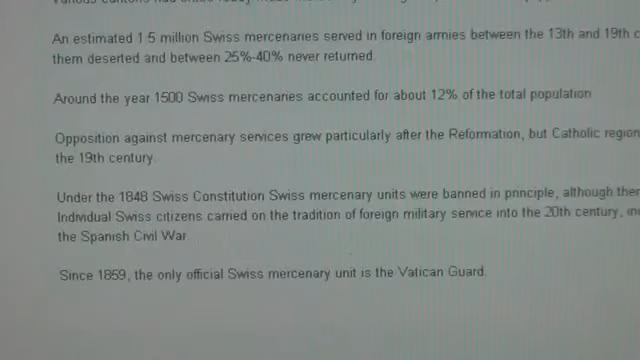 An estimated 1.5 million Swiss mercenaries served in foreign armies between the 13th and 19th
them deserted and between 25%-40% never returned.
Around the year 1500 Swiss mercenaries accounted for about 12% of the total population.
Opposition against mercenary services grew particularly after the Reformation, but Catholic region
the 19th century.
Under the 1848 Swiss Constitution Swiss mercenary units were banned in principle, although
Individual Swiss citizens carried on the tradition of foreign military service into the 20th century,
the Spanish Civil War.
Since 1859, the only official Swiss mercenary unit is the Vatican Guard.